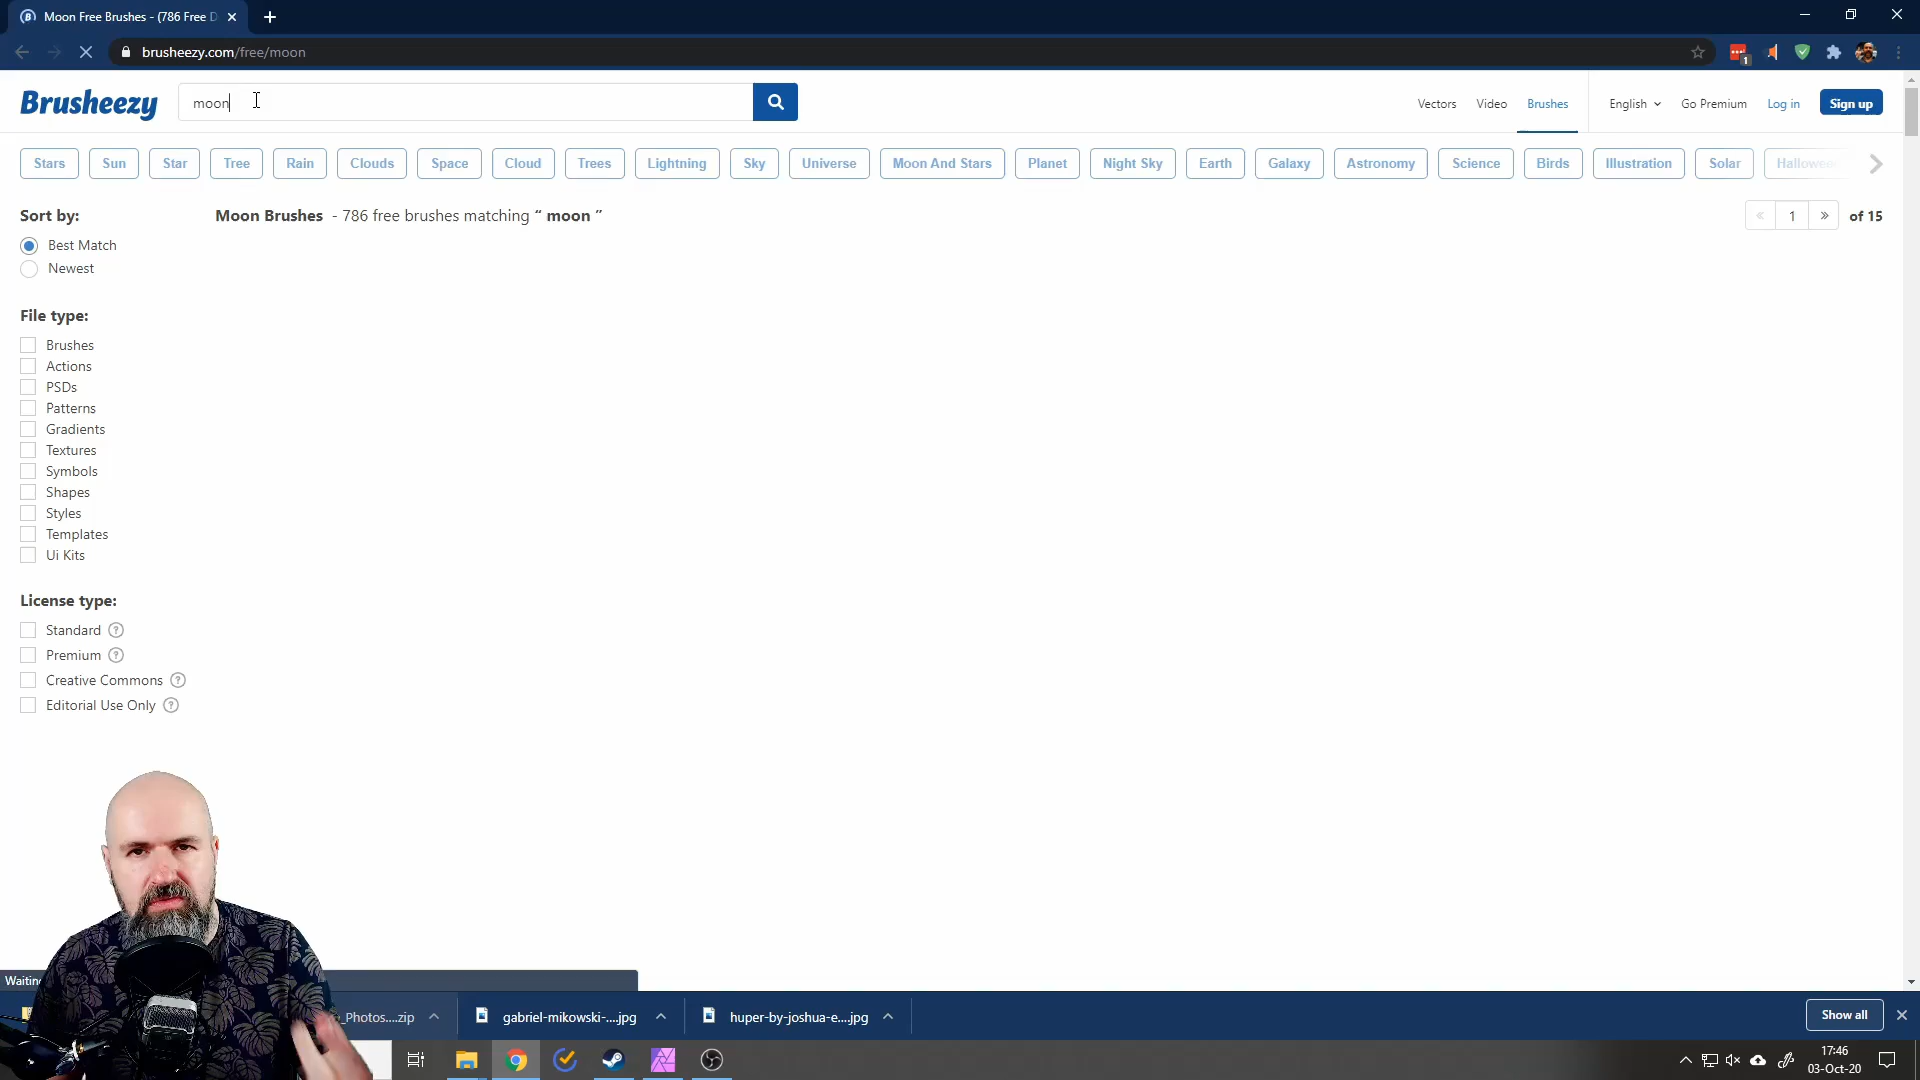 Moon Free Brushes - (786 Free D
brusheezy.com/free/moon
1
Brusheezy
moon
Vectors Video Brushes English Go Premium Log in Sign up
Stars Sun Star Tree Rain Clouds Space Cloud Trees Lightning Sky Universe Moon And Stars Planet Night Sky Earth Galaxy Astronomy Science Birds Illustration Solar Hallowee
Sort by:
Moon Brushes - 786 free brushes matching “ moon ”
« 1 » of 15
Best Match
Newest
File type:
Brushes
Actions
PSDs
Patterns
Gradients
Textures
Symbols
Shapes
Styles
Templates
Ui Kits
License type:
Standard ?
Premium ?
Creative Commons ?
Editorial Use Only ?
Waiting
_Photos....zip gabriel-mikowski-....jpg huper-by-joshua-e....jpg Show all
17:46
03-Oct-20